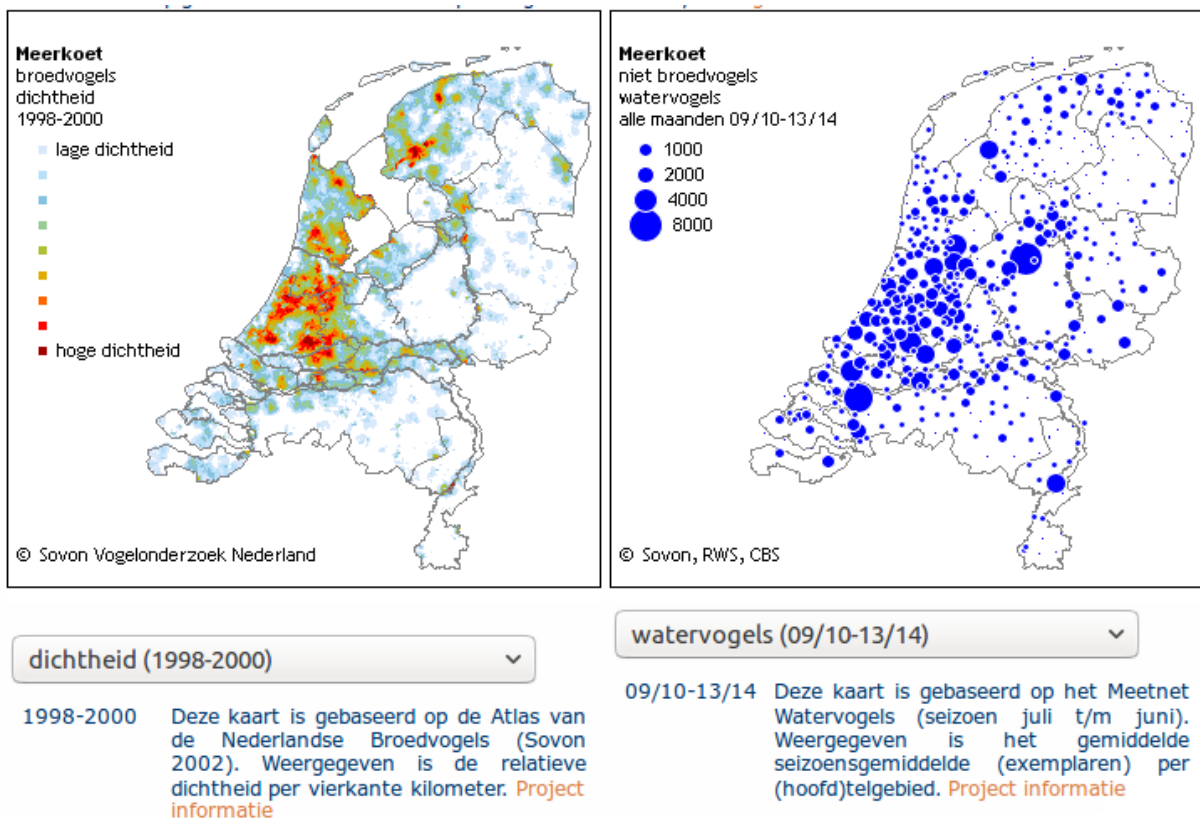 Meerkoet
broedvogels
dichtheid
1998-2000
lage dichtheid
hoge dichtheid
© Sovon Vogelonderzoek Nederland
Meerkoet
niet broedvogels
watervogels
alle maanden 09/10-13/14
1000
2000
4000
8000
© Sovon, RWS, CBS
dichtheid (1998-2000)
1998-2000 Deze kaart is gebaseerd op de Atlas van
de Nederlandse Broedvogels (Sovon
2002). Weergegeven is de relatieve
dichtheid per vierkante kilometer. Project
informatie
watervogels (09/10-13/14)
09/10-13/14 Deze kaart is gebaseerd op het Meetnet
Watervogels (seizoen juli t/m juni).
Weergegeven is het gemiddelde
seizoensgemiddelde (exemplaren) per
(hoofd)telgebied. Project informatie